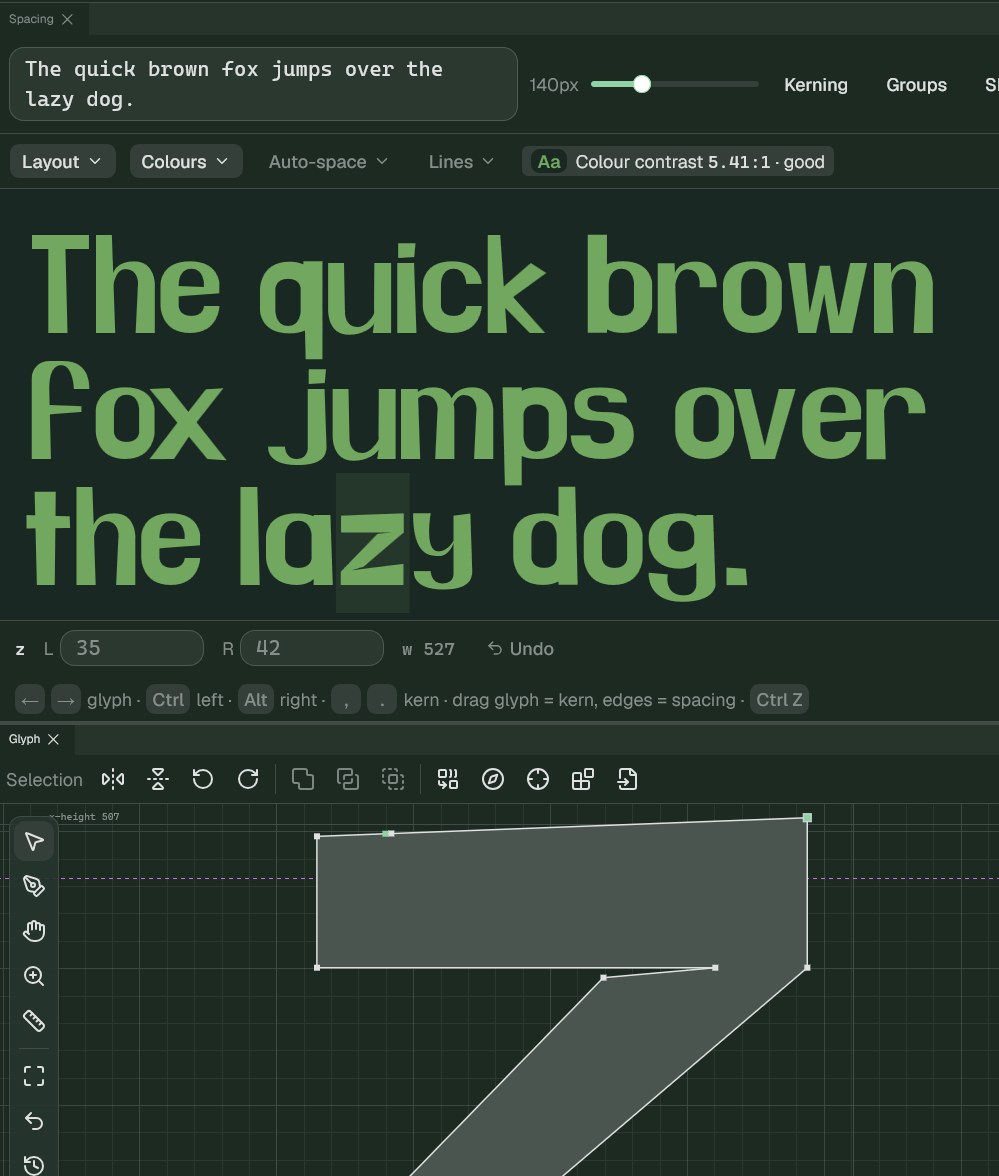 Spacing
The quick brown fox jumps over the
lazy dog.
140px
Kerning
Groups
Layout
Colours
Auto-space
Lines
Aa Colour contrast 5.41:1 · good
The quick brown
fox jumps over
the lazy dog.
z L 35 R 42 w 527 Undo
← → glyph · Ctrl left · Alt right · , . kern · drag glyph = kern, edges = spacing · Ctrl Z
Glyph
Selection
x-height 507